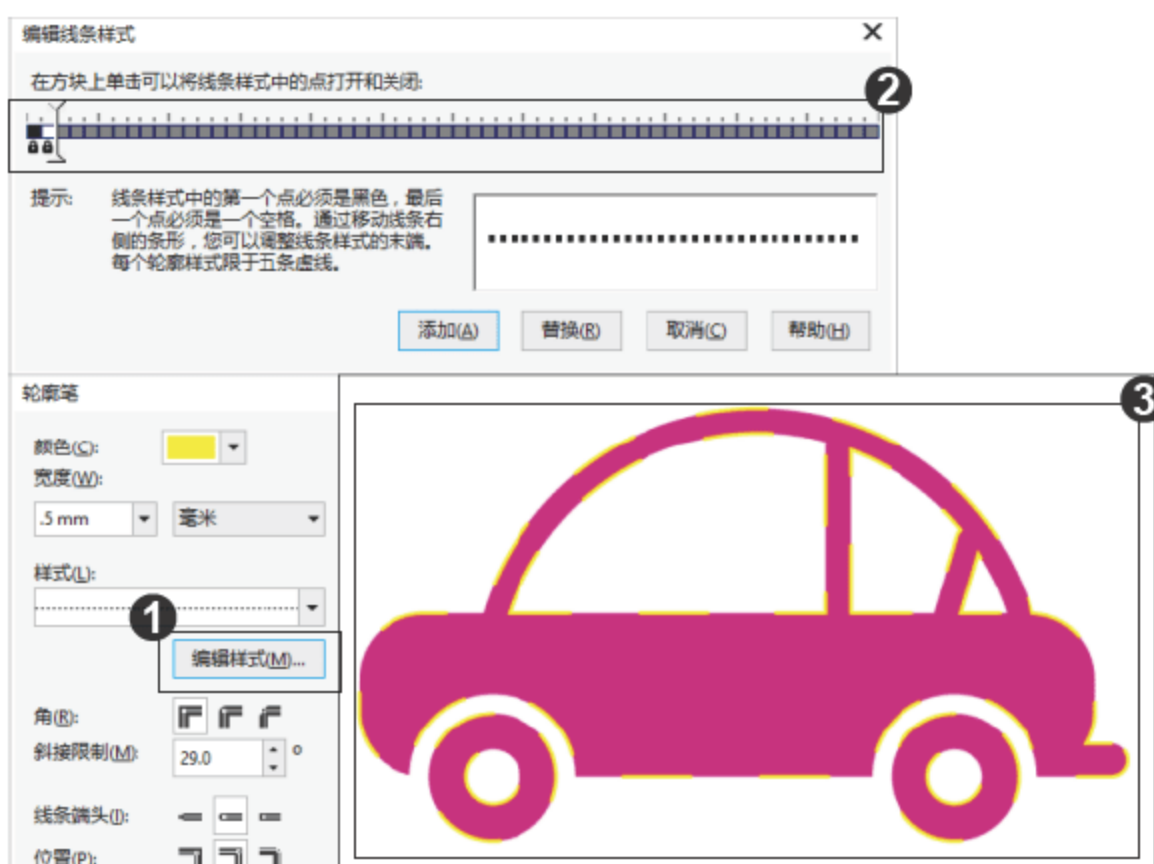 编辑线条样式
在方块上单击可以将线条样式中的点打开和关闭:
2
提示:
线条样式中的第一个点必须是黑色，最后
一个点必须是一个空格。通过移动线条右
侧的条形，您可以调整线条样式的末端。
每个轮廓样式限于五条虚线。
添加(A) 替换(R) 取消(C) 帮助(H)
轮廓笔
3
颜色(C):
宽度(W):
.5 mm 毫米
样式(L):
1
编辑样式(M)...
角(R):
斜接限制(M):
29.0 °
线条端头(I):
位置(P):